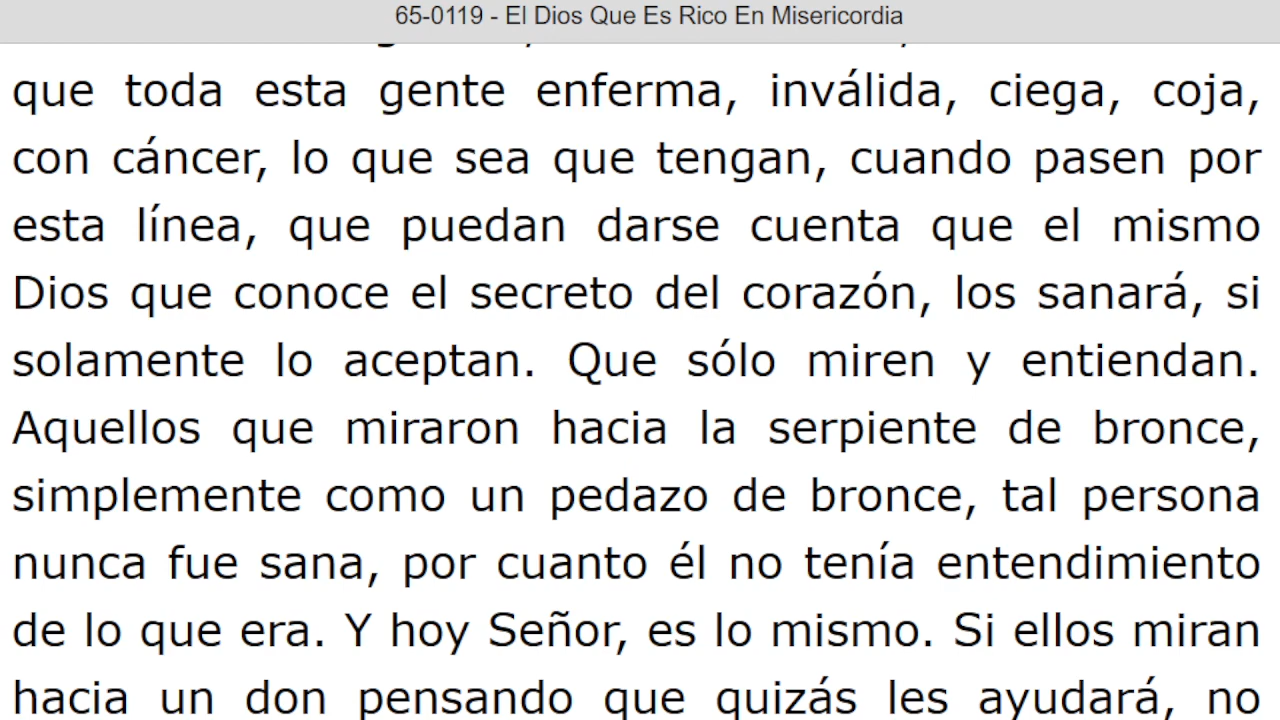 65-0119 - El Dios Que Es Rico En Misericordia
que toda esta gente enferma, inválida, ciega, coja,
con cáncer, lo que sea que tengan, cuando pasen por
esta línea, que puedan darse cuenta que el mismo
Dios que conoce el secreto del corazón, los sanará, si
solamente lo aceptan. Que sólo miren y entiendan.
Aquellos que miraron hacia la serpiente de bronce,
simplemente como un pedazo de bronce, tal persona
nunca fue sana, por cuanto él no tenía entendimiento
de lo que era. Y hoy Señor, es lo mismo. Si ellos miran
hacia un don pensando que quizás les ayudará, no